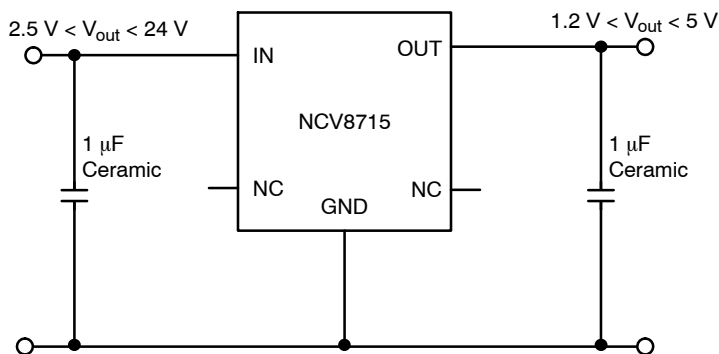 2.5 V < Vout < 24 V
1.2 V < Vout < 5 V
IN
OUT
NCV8715
1 μF
Ceramic
1 μF
Ceramic
NC
NC
GND